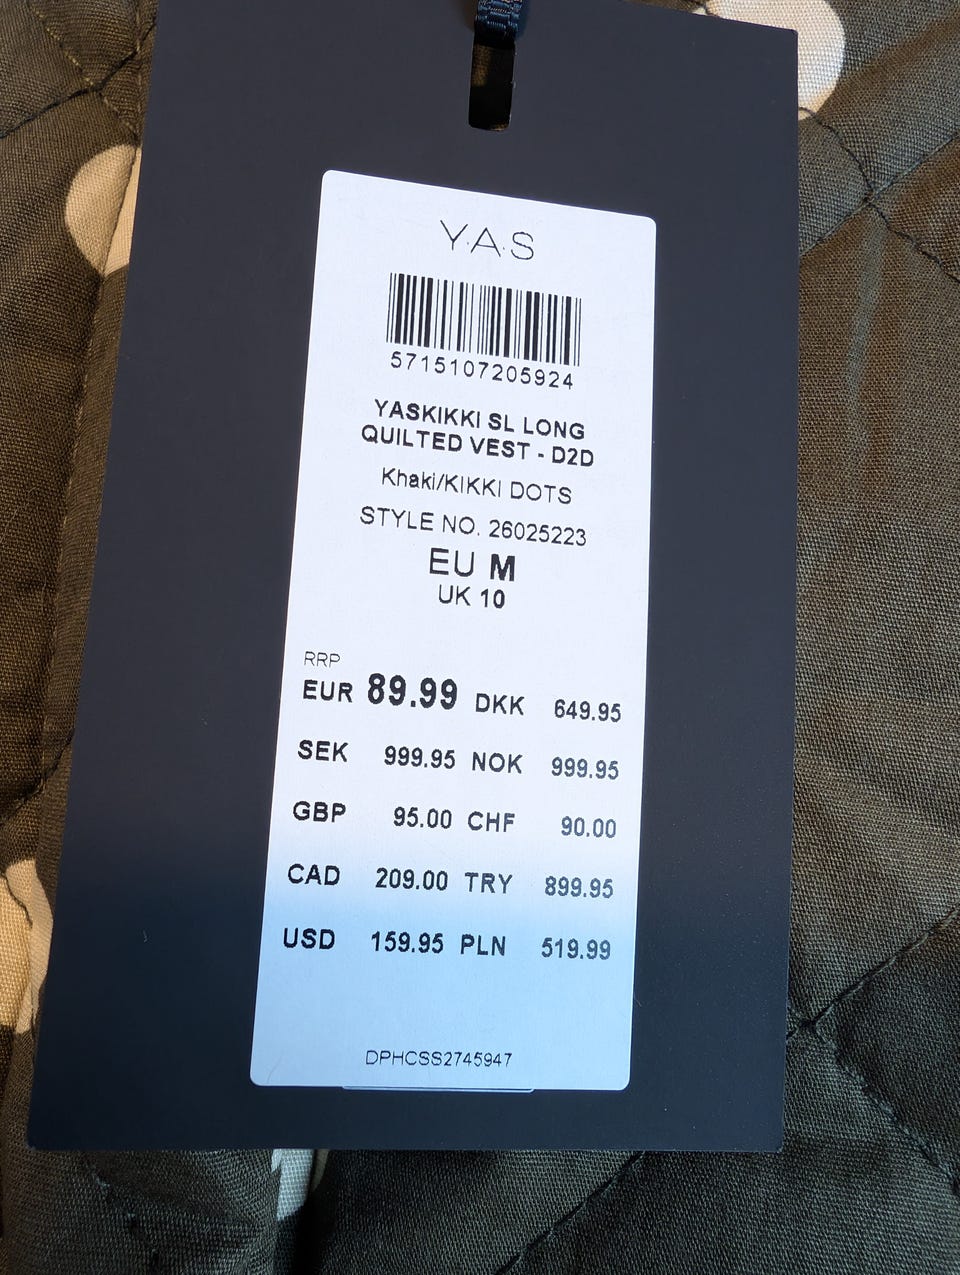 Y.A.S
5715107205924
YASKIKKI SL LONG
QUILTED VEST - D2D
Khaki/KIKKI DOTS
STYLE NO. 26025223
EU M
UK 10
RRP
EUR 89.99 DKK 649.95
SEK 999.95 NOK 999.95
GBP 95.00 CHF 90.00
CAD 209.00 TRY 899.95
USD 159.95 PLN 519.99
DPHCSS2745947